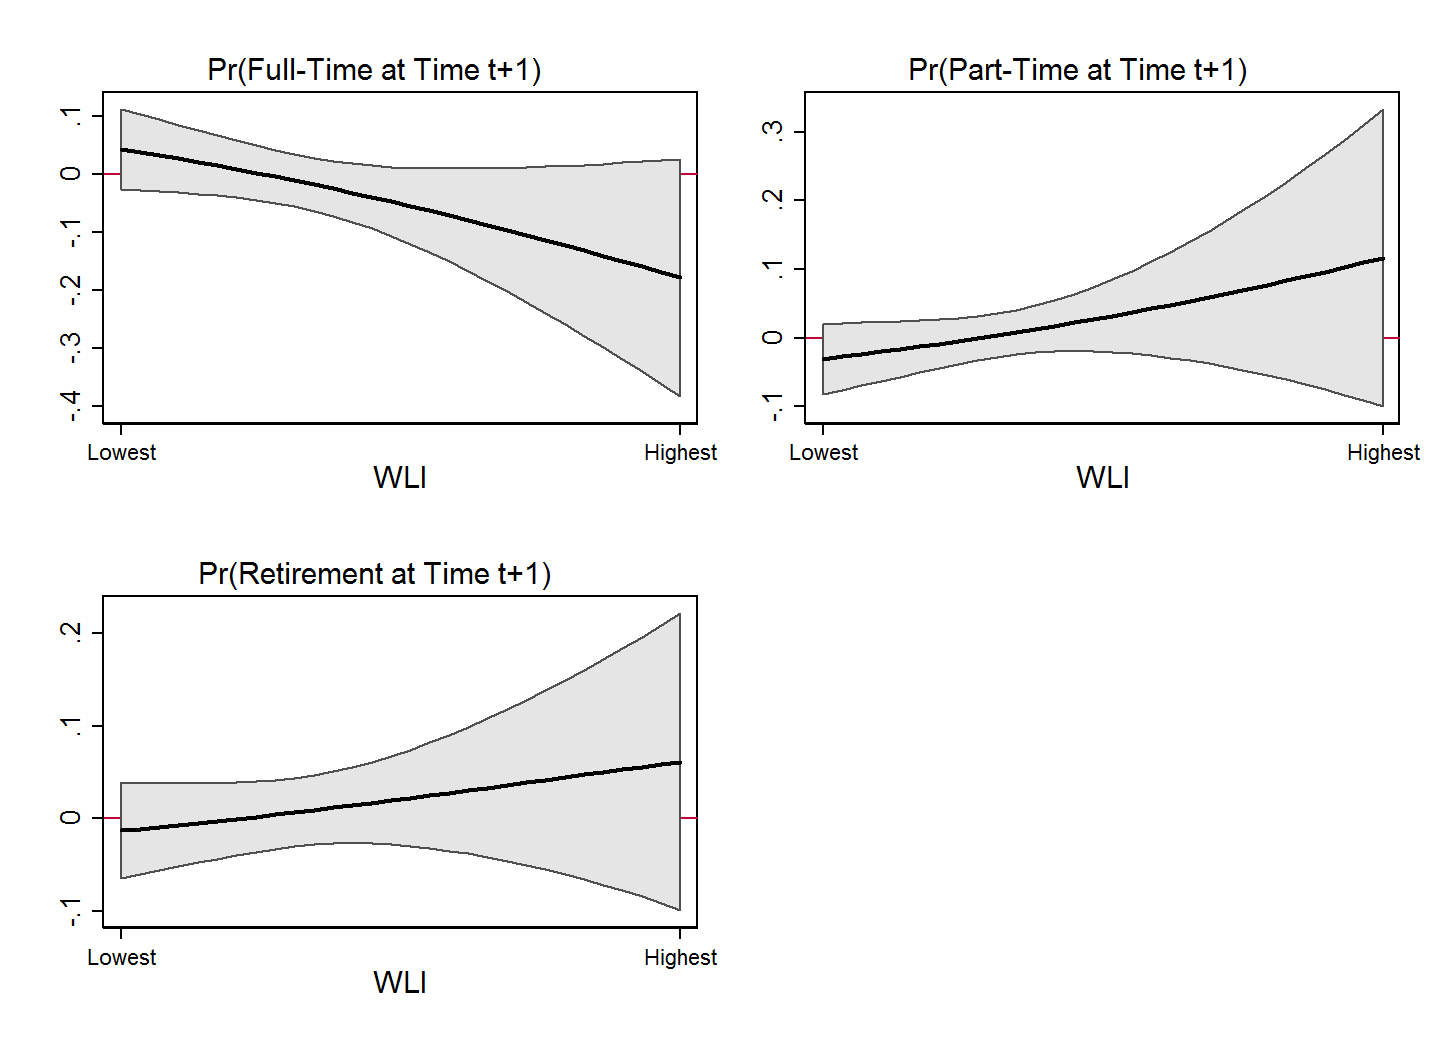 Pr(Full-Time at Time t+1)
.1
0
-.1
-.2
-.3
-.4
Lowest
Highest
WLI
Pr(Part-Time at Time t+1)
.3
.2
.1
0
-.1
Lowest
Highest
WLI
Pr(Retirement at Time t+1)
.2
.1
0
-.1
Lowest
Highest
WLI